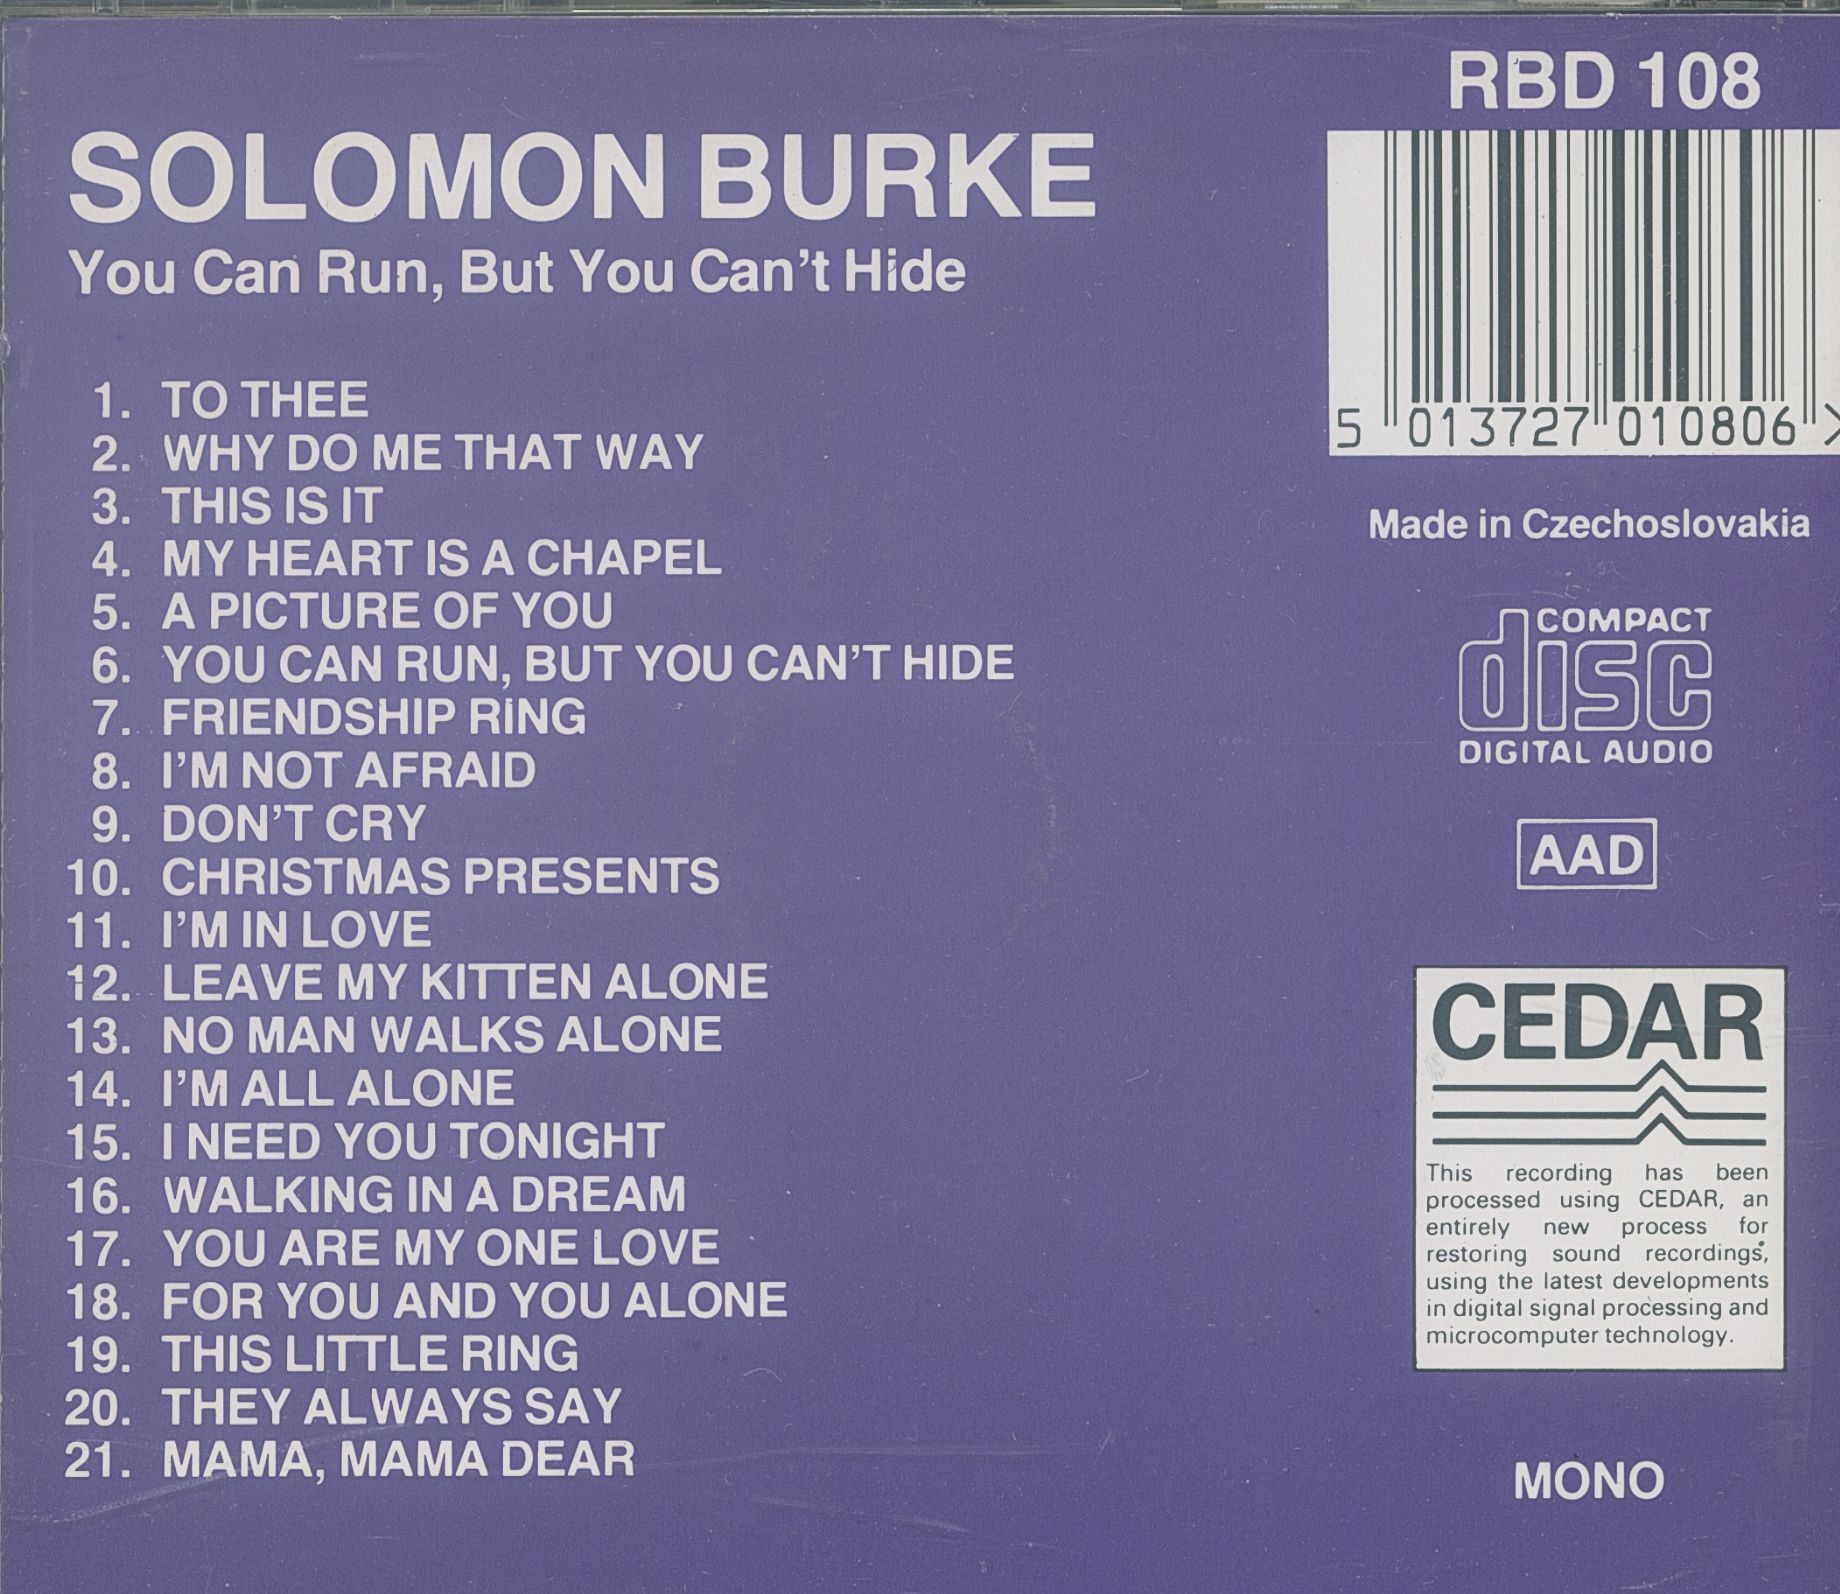 RBD 108
SOLOMON BURKE
You Can Run, But You Can't Hide
1. TO THEE
2. WHY DO ME THAT WAY
3. THIS IS IT
4. MY HEART IS A CHAPEL
5. A PICTURE OF YOU
6. YOU CAN RUN, BUT YOU CAN'T HIDE
7. FRIENDSHIP RING
8. I'M NOT AFRAID
9. DON'T CRY
10. CHRISTMAS PRESENTS
11. I'M IN LOVE
12. LEAVE MY KITTEN ALONE
13. NO MAN WALKS ALONE
14. I'M ALL ALONE
15. I NEED YOU TONIGHT
16. WALKING IN A DREAM
17. YOU ARE MY ONE LOVE
18. FOR YOU AND YOU ALONE
19. THIS LITTLE RING
20. THEY ALWAYS SAY
21. MAMA, MAMA DEAR
5 013727 010806 >
Made in Czechoslovakia
COMPACT
disc
DIGITAL AUDIO
AAD
CEDAR
This recording has been
processed using CEDAR, an
entirely new process for
restoring sound recordings,
using the latest developments
in digital signal processing and
microcomputer technology.
MONO